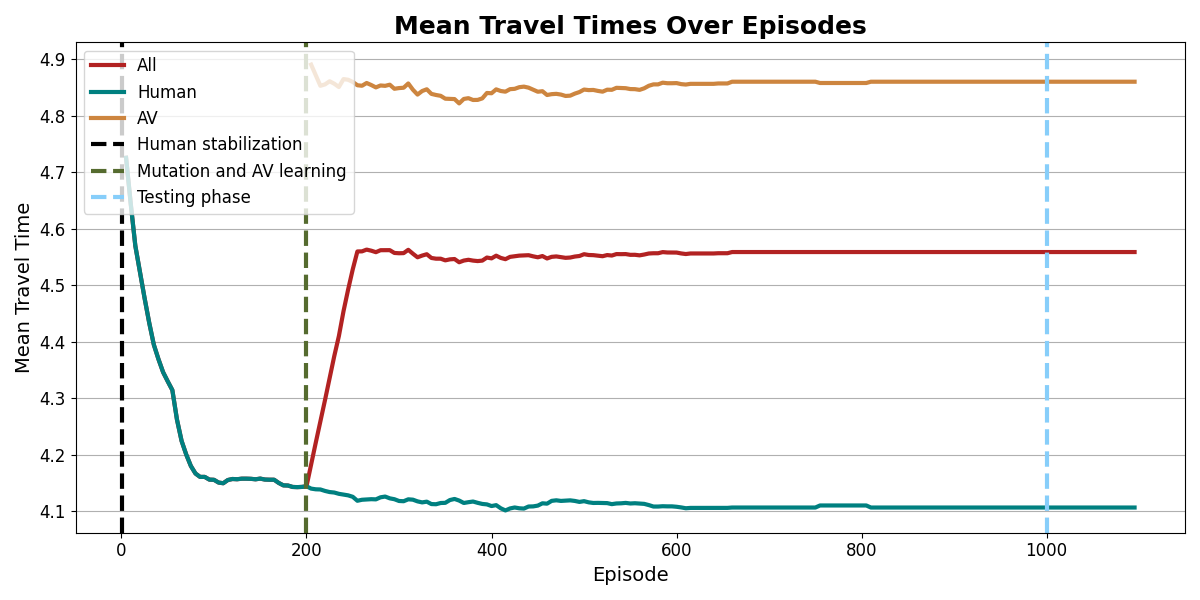 Mean Travel Times Over Episodes
4.9
4.8
4.7
4.6
4.5
4.4
4.3
4.2
4.1
Mean Travel Time
All
Human
AV
Human stabilization
Mutation and AV learning
Testing phase
0
200
400
600
800
1000
Episode